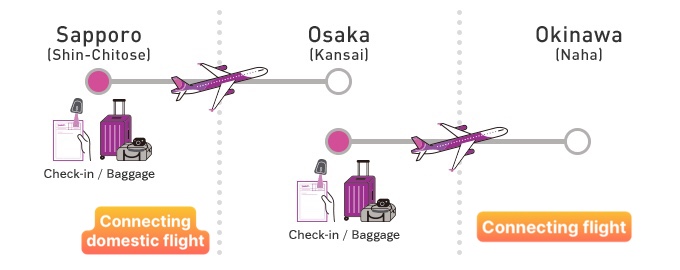 Sapporo
(Shin-Chitose)
Osaka
(Kansai)
Okinawa
(Naha)
Check-in / Baggage
Check-in / Baggage
Connecting
domestic flight
Connecting flight